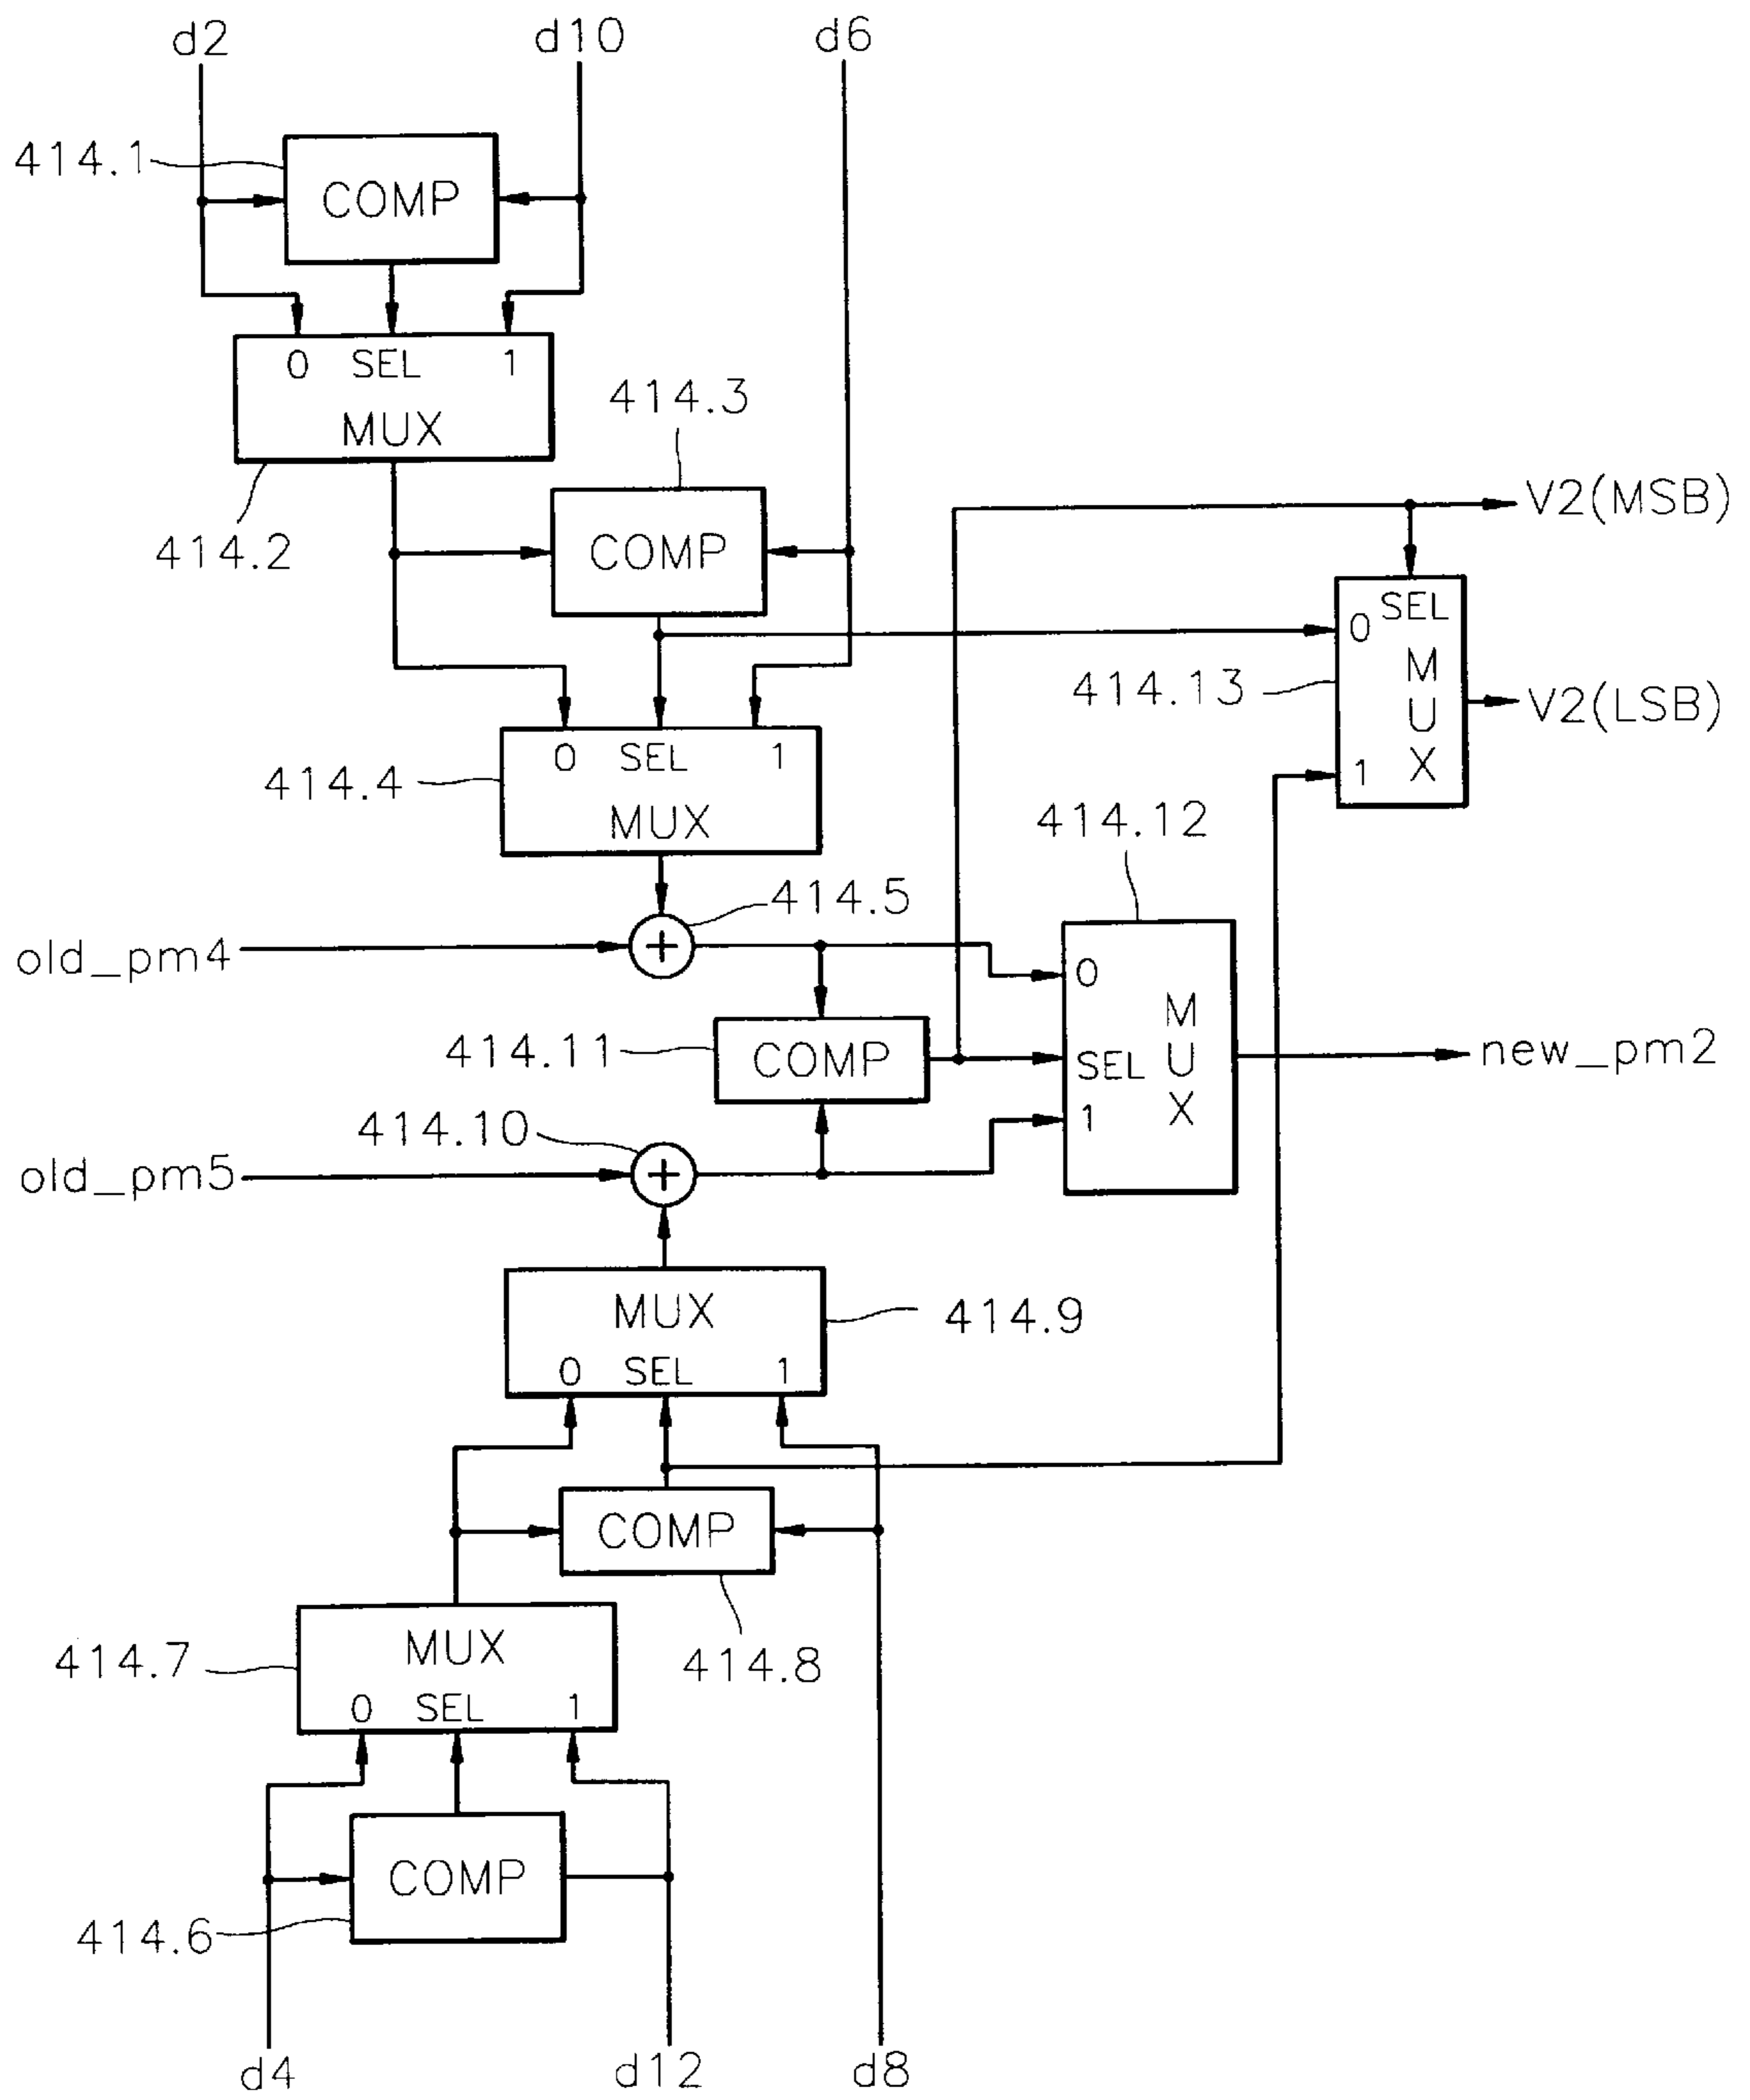 d2
d10
d6
414.1
COMP
0 SEL 1
MUX
414.2
414.3
COMP
V2(MSB)
SEL
0
MUX
1
414.13
V2(LSB)
0 SEL 1
MUX
414.4
414.12
414.5
old_pm4
0
SEL
1
MUX
414.11
COMP
new_pm2
414.10
old_pm5
MUX
0 SEL 1
414.9
COMP
414.8
414.7
MUX
0 SEL 1
COMP
414.6
d4
d12
d8